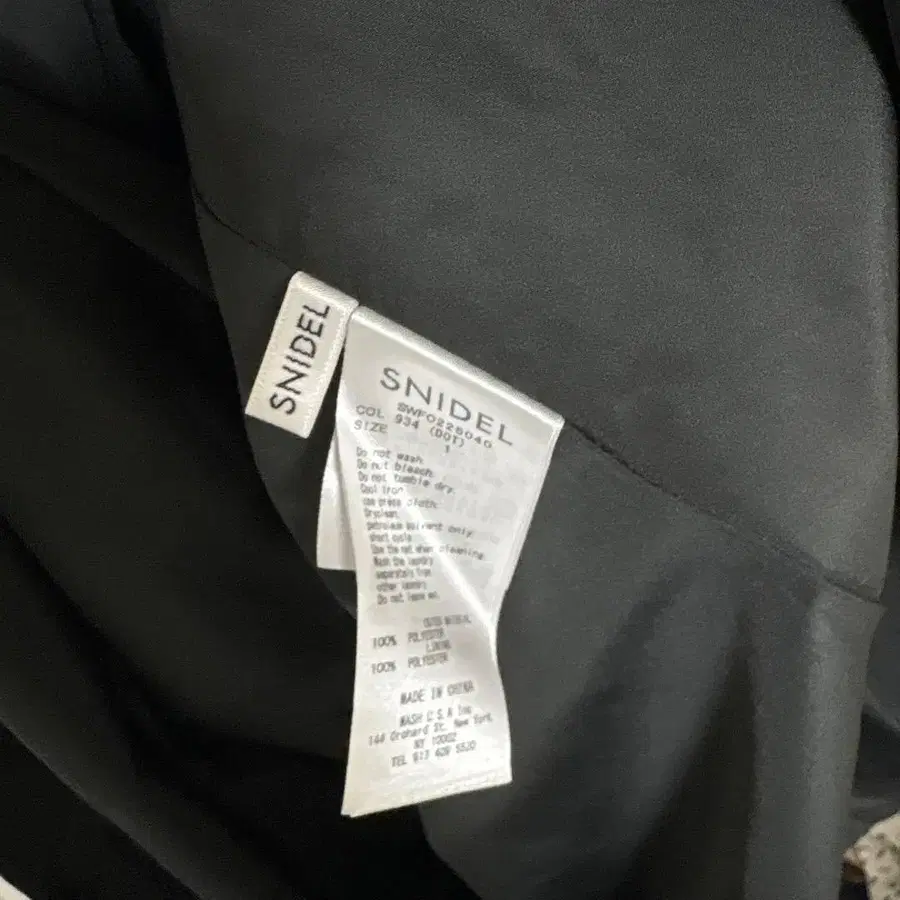 SNIDEL
SNIDEL
SWFO225040
COL 934 (DOT)
SIZE 1
Do not wash.
Do not bleach.
Do not tumble dry.
Cool iron.
use press cloth.
Dryclean.
petroleum solvent only.
short cycle
Use the net when cleaning.
Wash the laundry
separately from
other laundry.
Do not leave wet.
OUTER MATERIAL
100% POLYESTER
LINING
100% POLYESTER
MADE IN CHINA
MASH U.S.A Inc
Orchard St. New York,
NY 10002
TEL